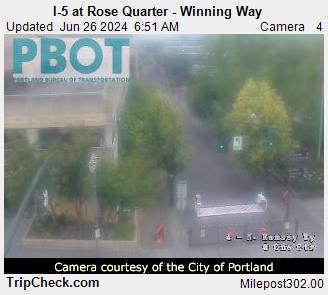 I-5 at Rose Quarter - Winning Way
Updated Jun 26 2024 6:51 AM Camera 4
PBOT
PORTLAND BUREAU OF TRANSPORTATION
Camera courtesy of the City of Portland
TripCheck.com Milepost302.00